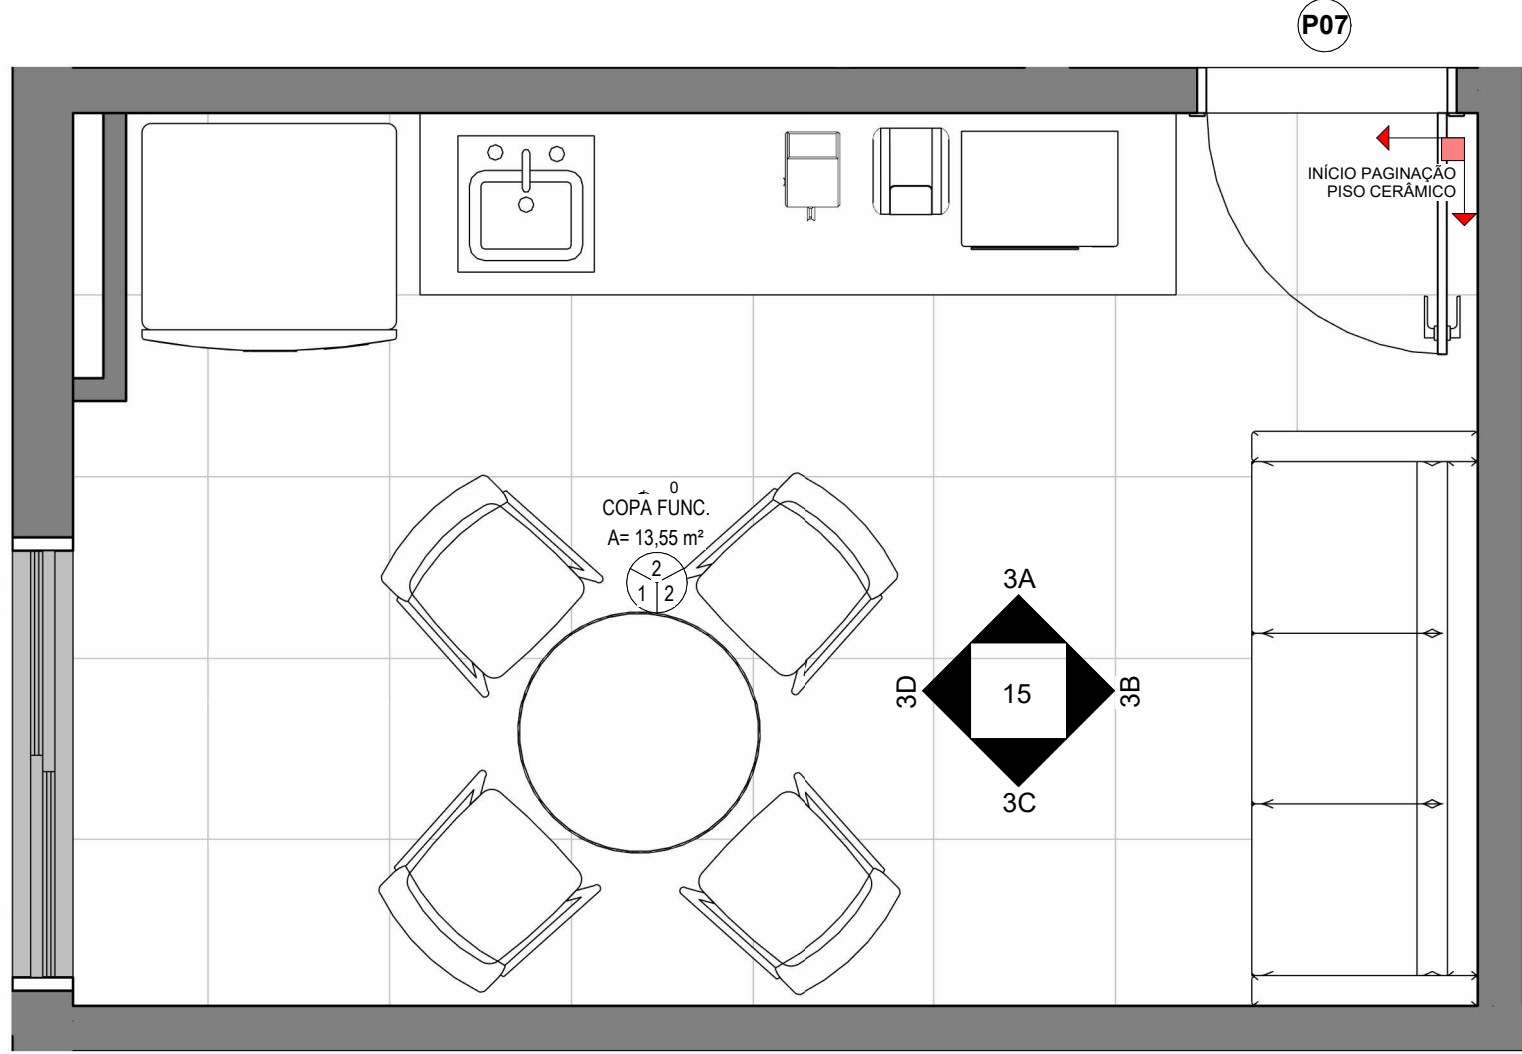 P07
INÍCIO PAGINAÇÃO
PISO CERÂMICO
0
COPA FUNC.
A= 13,55 m²
2
1 2
3A
3D 15 3B
3C